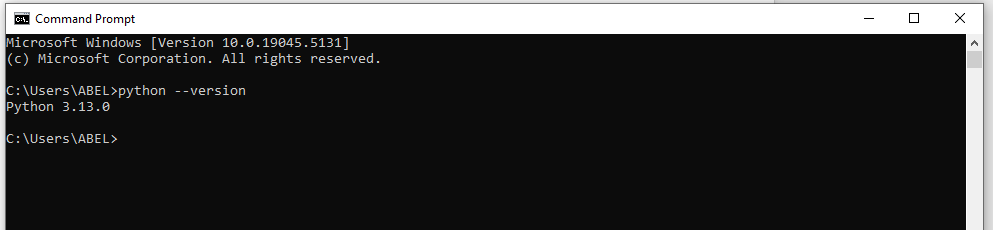 Command Prompt
Microsoft Windows [Version 10.0.19045.5131]
(c) Microsoft Corporation. All rights reserved.
C:\Users\ABEL>python --version
Python 3.13.0
C:\Users\ABEL>